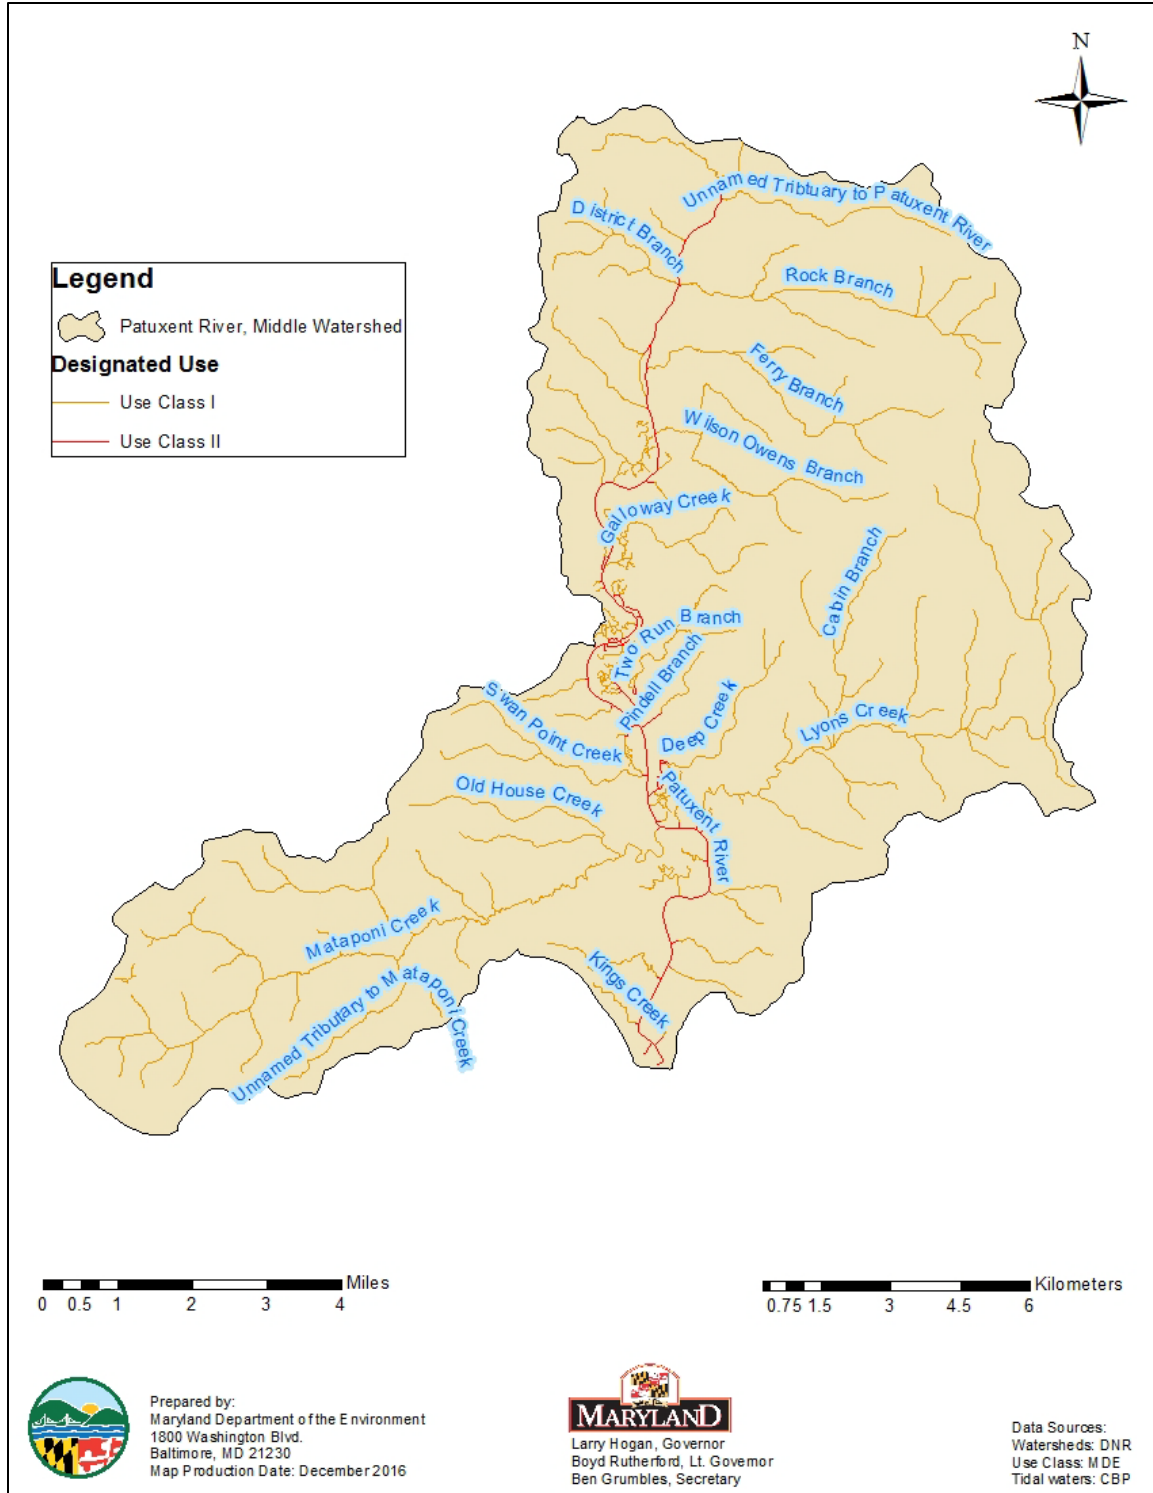 N
Unnamed Tribtuary to Patuxent River
District Branch
Rock Branch
Legend
Patuxent River, Middle Watershed
Designated Use
Use Class I
Use Class II
Ferry Branch
Wilson Owens Branch
Galloway Creek
Cabin Branch
Two Run Branch
Pindell Branch
Swan Point Creek
Deep Creek
Lyons Creek
Old House Creek
Patuxent River
Mataponi Creek
Kings Creek
Unnamed Tributary to Mataponi Creek
Miles
0 0.5 1 2 3 4
Kilometers
0.75 1.5 3 4.5 6
Prepared by:
Maryland Department of the Environment
1800 Washington Blvd.
Baltimore, MD 21230
Map Production Date: December 2016
MARYLAND
Larry Hogan, Governor
Boyd Rutherford, Lt. Governor
Ben Grumbles, Secretary
Data Sources:
Watersheds: DNR
Use Class: MDE
Tidal waters: CBP